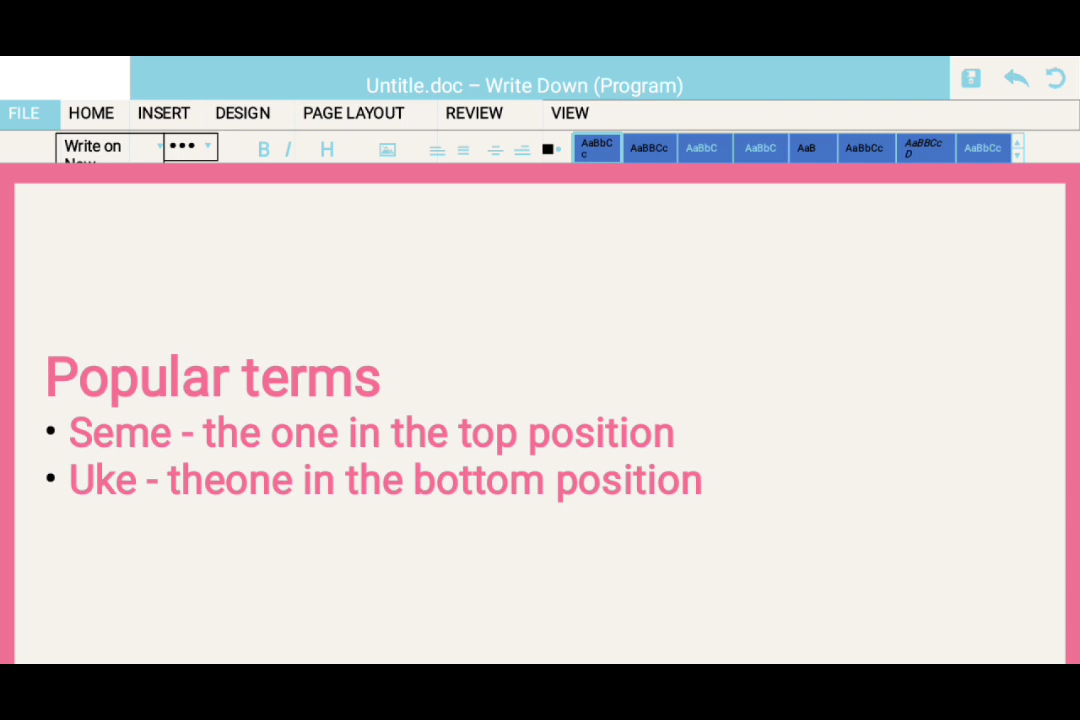 Untitle.doc – Write Down (Program)
FILE HOME INSERT DESIGN PAGE LAYOUT REVIEW VIEW
Write on ••• B I H AaBbC AaBBCc AaBbC AaBbC AaB AaBbCc AaBBCc AaBbCc
c D
Popular terms
• Seme - the one in the top position
• Uke - theone in the bottom position